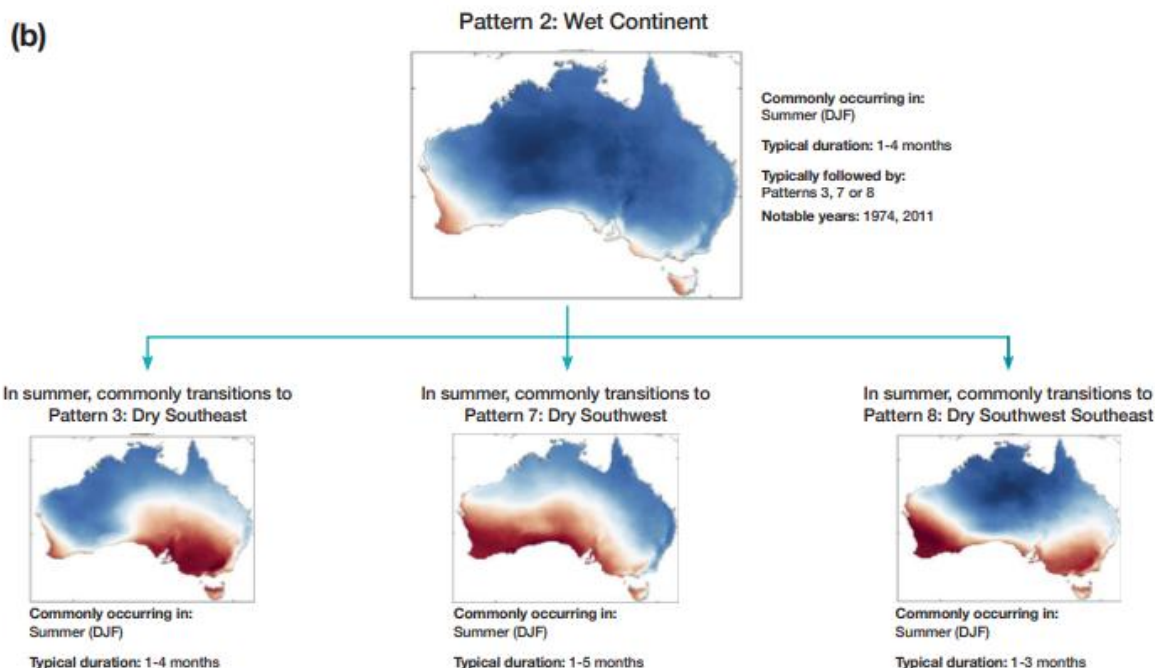 (b)
Pattern 2: Wet Continent
Commonly occurring in:
Summer (DJF)
Typical duration: 1-4 months
Typically followed by:
Patterns 3, 7 or 8
Notable years: 1974, 2011
In summer, commonly transitions to
Pattern 3: Dry Southeast
Commonly occurring in:
Summer (DJF)
Typical duration: 1-4 months
In summer, commonly transitions to
Pattern 7: Dry Southwest
Commonly occurring in:
Summer (DJF)
Typical duration: 1-5 months
In summer, commonly transitions to
Pattern 8: Dry Southwest Southeast
Commonly occurring in:
Summer (DJF)
Typical duration: 1-3 months